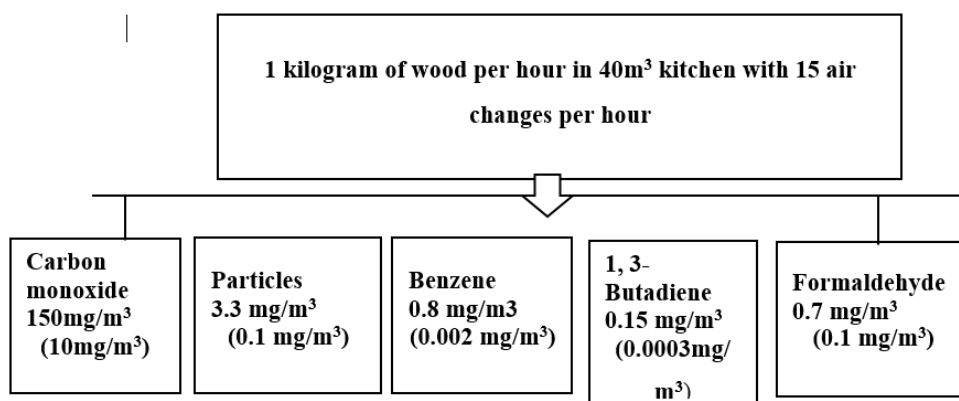 1 kilogram of wood per hour in 40m³ kitchen with 15 air
changes per hour
Carbon
monoxide
150mg/m³
(10mg/m³)
Particles
3.3 mg/m³
(0.1 mg/m³)
Benzene
0.8 mg/m3
(0.002 mg/m³)
1, 3-
Butadiene
0.15 mg/m³
(0.0003mg/
m³)
Formaldehyde
0.7 mg/m³
(0.1 mg/m³)